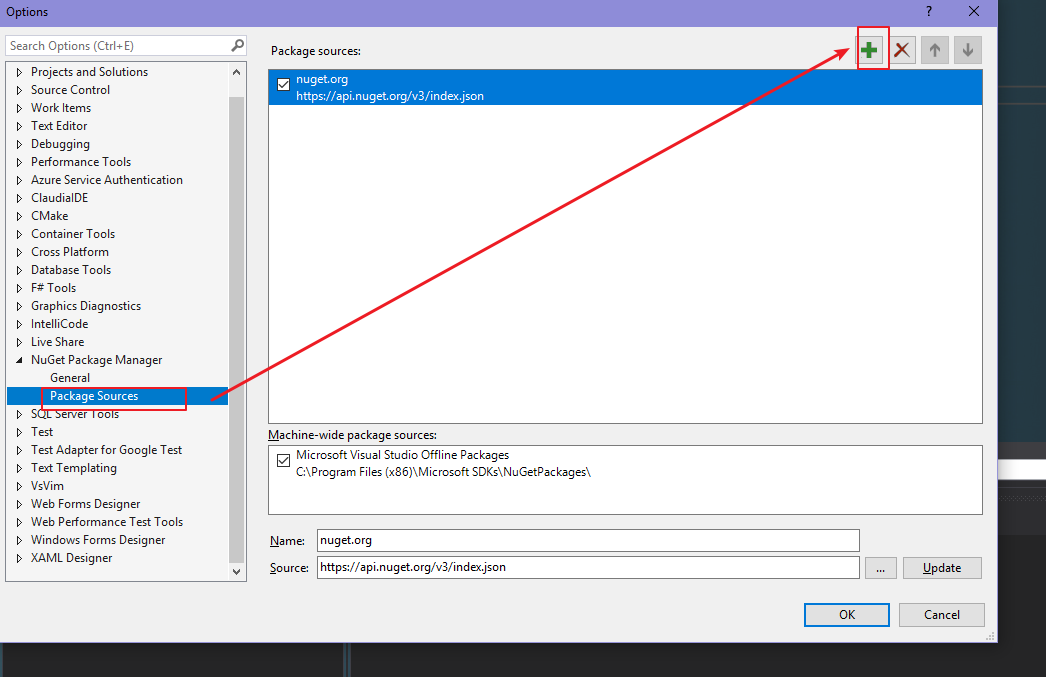 Options
?
Search Options (Ctrl+E)
Projects and Solutions
Source Control
Work Items
Text Editor
Debugging
Performance Tools
Azure Service Authentication
ClaudiaIDE
CMake
Container Tools
Cross Platform
Database Tools
F# Tools
Graphics Diagnostics
IntelliCode
Live Share
NuGet Package Manager
General
Package Sources
SQL Server Tools
Test
Test Adapter for Google Test
Text Templating
VsVim
Web Forms Designer
Web Performance Test Tools
Windows Forms Designer
XAML Designer
Package sources:
nuget.org
https://api.nuget.org/v3/index.json
Machine-wide package sources:
Microsoft Visual Studio Offline Packages
C:\Program Files (x86)\Microsoft SDKs\NuGetPackages\
Name: nuget.org
Source: https://api.nuget.org/v3/index.json ... Update
OK Cancel